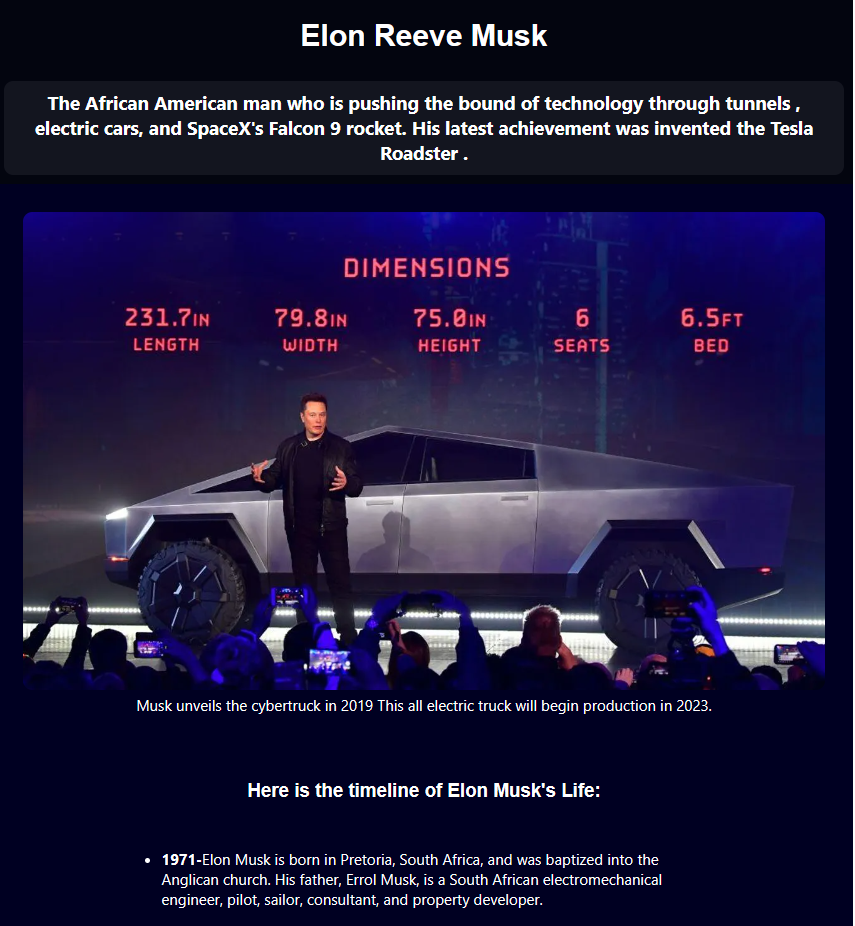 Elon Reeve Musk
The African American man who is pushing the bound of technology through tunnels ,
electric cars, and SpaceX's Falcon 9 rocket. His latest achievement was invented the Tesla
Roadster .
DIMENSIONS
231.7IN 79.8IN 75.0IN 6 6.5FT
LENGTH WIDTH HEIGHT SEATS BED
Musk unveils the cybertruck in 2019 This all electric truck will begin production in 2023.
Here is the timeline of Elon Musk's Life:
• 1971-Elon Musk is born in Pretoria, South Africa, and was baptized into the
Anglican church. His father, Errol Musk, is a South African electromechanical
engineer, pilot, sailor, consultant, and property developer.